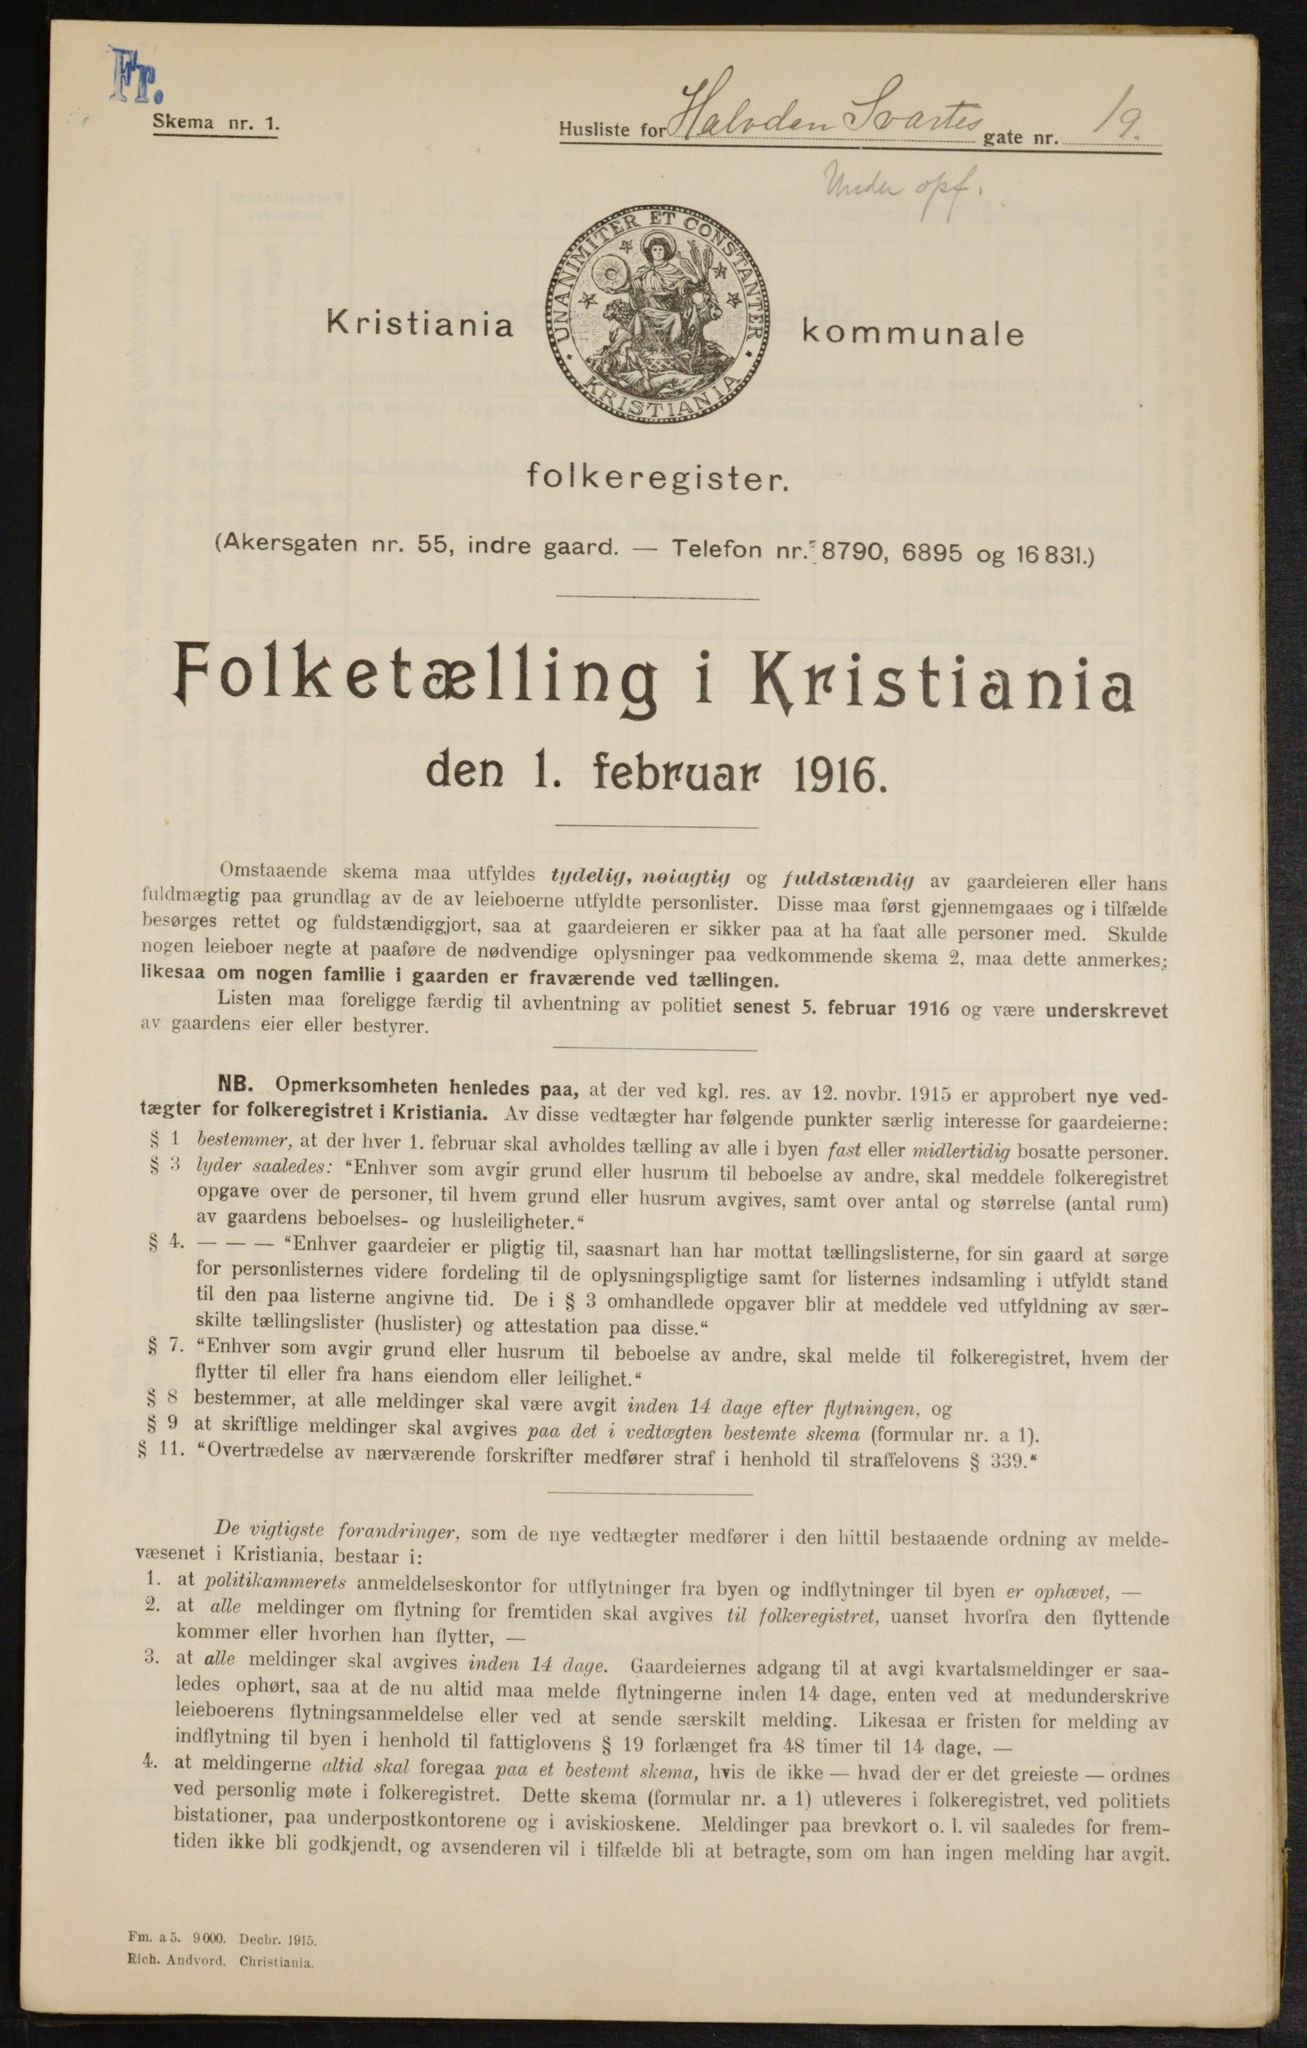 Fr.
Skema nr. 1.
Husliste for Halvdan Svartes gate nr. 19.
Under opf.
UNANIMITER ET CONSTANTER
KRISTIANIA
Kristiania kommunale
folkeregister.
(Akersgaten nr. 55, indre gaard. — Telefon nr. 8790, 6895 og 16 831.)
Folketælling i Kristiania
den 1. februar 1916.
Omstaaende skema maa utfyldes tydelig, nøiagtig og fuldstændig av gaardeieren eller hans
fuldmægtig paa grundlag av de av leieboerne utfyldte personlister. Disse maa først gjennemgaaes og i tilfælde
besørges rettet og fuldstændiggjort, saa at gaardeieren er sikker paa at ha faat alle personer med. Skulde
nogen leieboer negte at paaføre de nødvendige oplysninger paa vedkommende skema 2, maa dette anmerkes;
likesaa om nogen familie i gaarden er fraværende ved tællingen.
Listen maa foreligge færdig til avhentning av politiet senest 5. februar 1916 og være underskrevet
av gaardens eier eller bestyrer.
NB. Opmerksomheten henledes paa, at der ved kgl. res. av 12. novbr. 1915 er approbert nye ved-
tægter for folkeregistret i Kristiania. Av disse vedtægter har følgende punkter særlig interesse for gaardeierne:
§ 1 bestemmer, at der hver 1. februar skal avholdes tælling av alle i byen fast eller midlertidig bosatte personer.
§ 3 lyder saaledes: “Enhver som avgir grund eller husrum til beboelse av andre, skal meddele folkeregistret
opgave over de personer, til hvem grund eller husrum avgives, samt over antal og størrelse (antal rum)
av gaardens beboelses- og husleiligheter.“
§ 4. — — — “Enhver gaardeier er pligtig til, saasnart han har mottat tællingslisterne, for sin gaard at sørge
for personlisternes videre fordeling til de oplysningspligtige samt for listernes indsamling i utfyldt stand
til den paa listerne angivne tid. De i § 3 omhandlede opgaver blir at meddele ved utfyldning av sær-
skilte tællingslister (huslister) og attestation paa disse.“
§ 7. “Enhver som avgir grund eller husrum til beboelse av andre, skal melde til folkeregistret, hvem der
flytter til eller fra hans eiendom eller leilighet.“
§ 8 bestemmer, at alle meldinger skal være avgit inden 14 dage efter flytningen, og
§ 9 at skriftlige meldinger skal avgives paa det i vedtægten bestemte skema (formular nr. a 1).
§ 11. “Overtrædelse av nærværende forskrifter medfører straf i henhold til straffelovens § 339.“
De vigtigste forandringer, som de nye vedtægter medfører i den hittil bestaaende ordning av melde-
væsenet i Kristiania, bestaar i:
1. at politikammerets anmeldelseskontor for utflytninger fra byen og indflytninger til byen er ophævet, —
2. at alle meldinger om flytning for fremtiden skal avgives til folkeregistret, uanset hvorfra den flyttende
kommer eller hvorhen han flytter, —
3. at alle meldinger skal avgives inden 14 dage. Gaardeiernes adgang til at avgi kvartalsmeldinger er saa-
ledes ophørt, saa at de nu altid maa melde flytningerne inden 14 dage, enten ved at medunderskrive
leieboerens flytningsanmeldelse eller ved at sende særskilt melding. Likesaa er fristen for melding av
indflytning til byen i henhold til fattiglovens § 19 forlænget fra 48 timer til 14 dage, —
4. at meldingerne altid skal foregaa paa et bestemt skema, hvis de ikke — hvad der er det greieste — ordnes
ved personlig møte i folkeregistret. Dette skema (formular nr. a 1) utleveres i folkeregistret, ved politiets
bistationer, paa underpostkontorene og i aviskioskene. Meldinger paa brevkort o. l. vil saaledes for frem-
tiden ikke bli godkjendt, og avsenderen vil i tilfælde bli at betragte, som om han ingen melding har avgit.
Fm. a 5. 9 000. Decbr. 1915.
Rich. Andvord. Christiania.